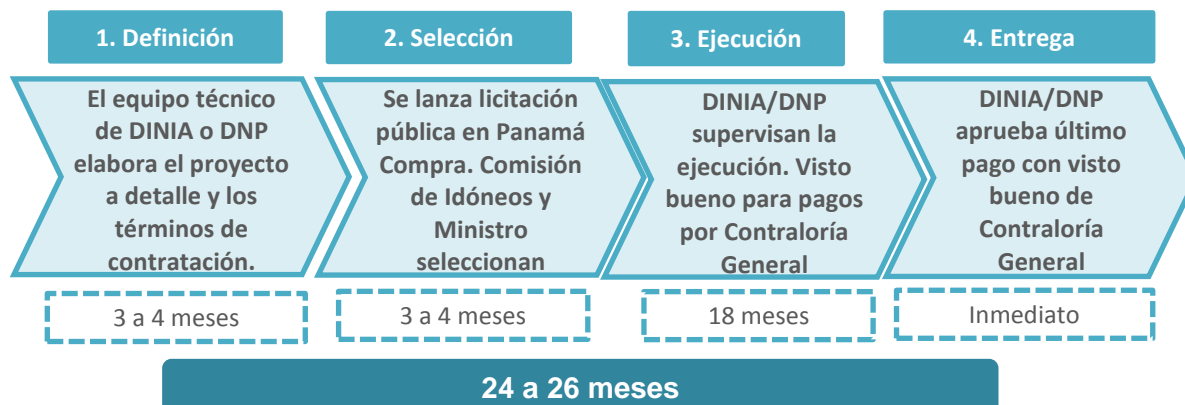 1. Definición
2. Selección
3. Ejecución
4. Entrega
El equipo técnico
de DINIA o DNP
elabora el proyecto
a detalle y los
términos de
contratación.
Se lanza licitación
pública en Panamá
Compra. Comisión
de Idóneos y
Ministro
seleccionan
DINIA/DNP
supervisan la
ejecución. Visto
bueno para pagos
por Contraloría
General
DINIA/DNP
aprueba último
pago con visto
bueno de
Contraloría
General
3 a 4 meses
3 a 4 meses
18 meses
Inmediato
24 a 26 meses